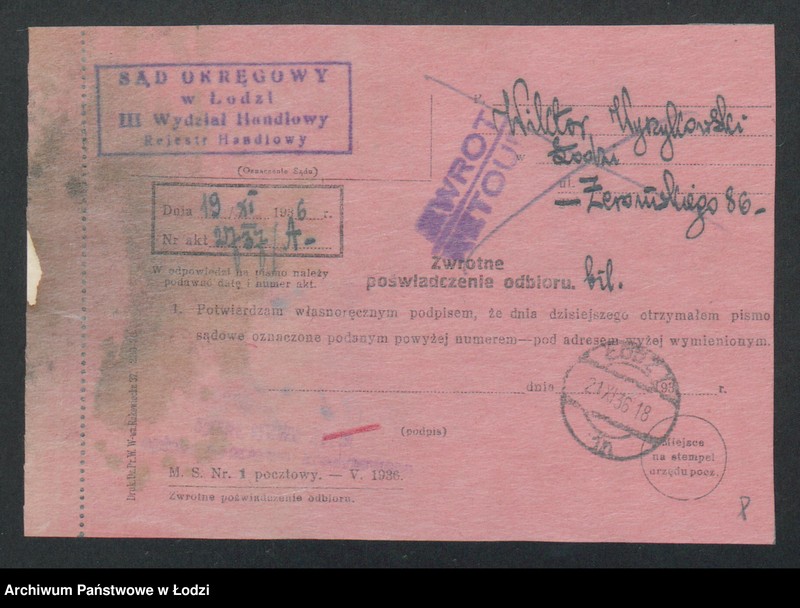 SĄD OKRĘGOWY
w Łodzi
III Wydział Handlowy
Rejestr Handlowy
(Oznaczenie Sądu)
Wiktor Wyszykowski
w Łodzi
ul.
— Żeromskiego 86 —
ZWROT
Dnia 19 XI 1936 r.
Nr akt /A-
W odpowiedzi na pismo należy
podawać datę i numer akt.
Zwrotne
poświadczenie odbioru. bil.
1. Potwierdzam własnoręcznym podpisem, że dnia dzisiejszego otrzymałem pismo
sądowe oznaczone podanym powyżej numerem—pod adresem wyżej wymienionym.
dnia 193 r.
ŁÓDŹ
21 XI 36 18
1h
(podpis)
Miejsce
na stempel
urzędu pocz.
M. S. Nr. 1 pocztowy. — V. 1936.
Zwrotne poświadczenie odbioru.
Archiwum Państwowe w Łodzi